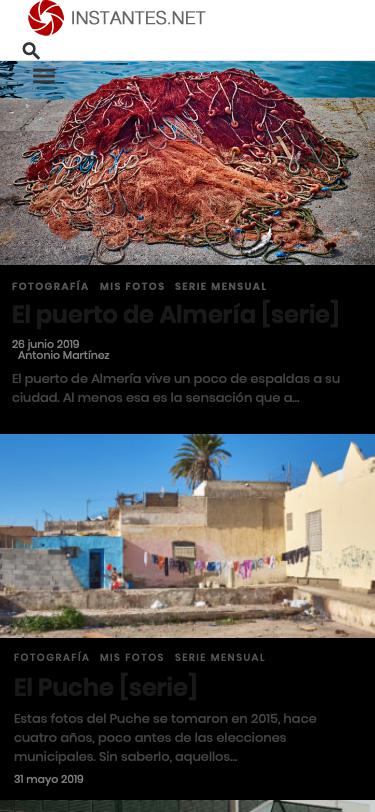 INSTANTES.NET
FOTOGRAFÍA MIS FOTOS SERIE MENSUAL
El puerto de Almería [serie]
26 junio 2019
Antonio Martínez
El puerto de Almería vive un poco de espaldas a su
ciudad. Al menos esa es la sensación que a...
FOTOGRAFÍA MIS FOTOS SERIE MENSUAL
El Puche [serie]
Estas fotos del Puche se tomaron en 2015, hace
cuatro años, poco antes de las elecciones
municipales. Sin saberlo, aquellos...
31 mayo 2019